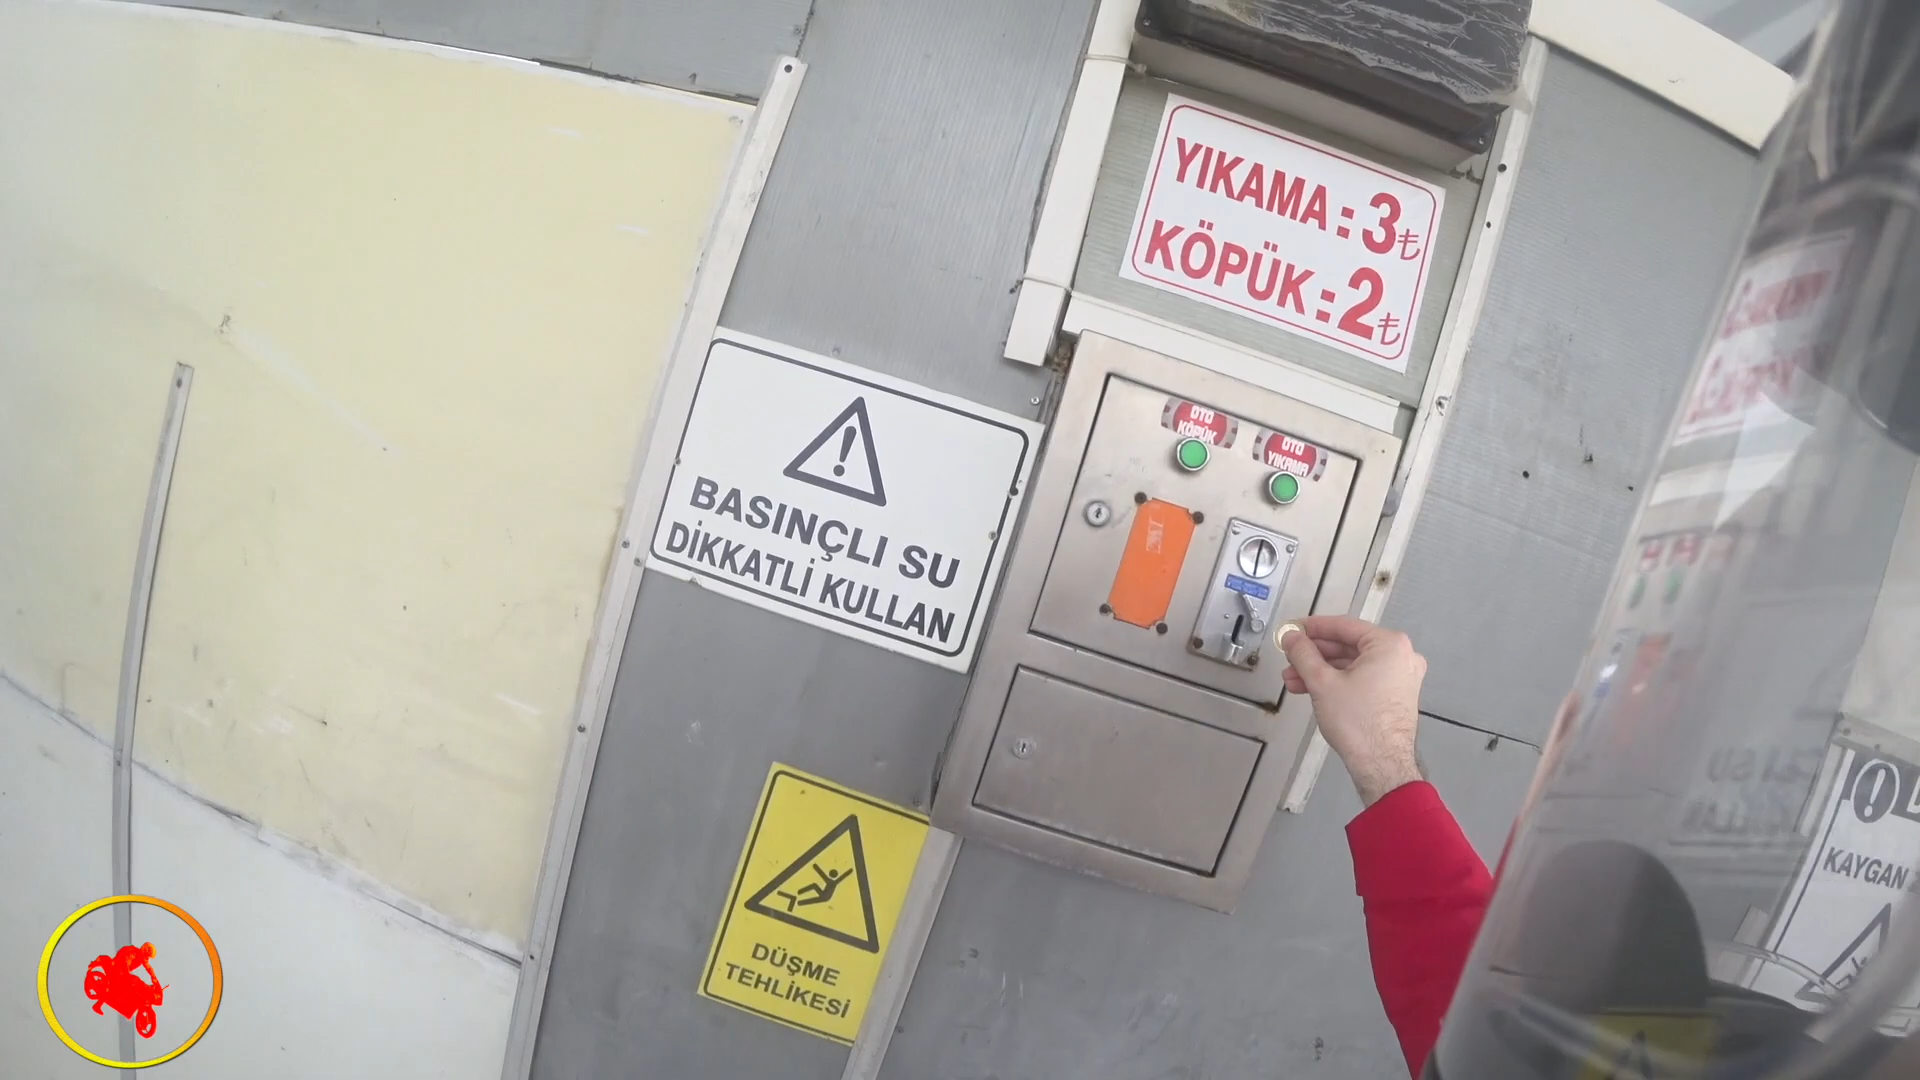 YIKAMA : 3₺
KÖPÜK : 2₺
OTO
KÖPÜK
OTO
YIKAMA
BASINÇLI SU
DİKKATLİ KULLAN
DÜŞME
TEHLİKESİ
KAYGAN